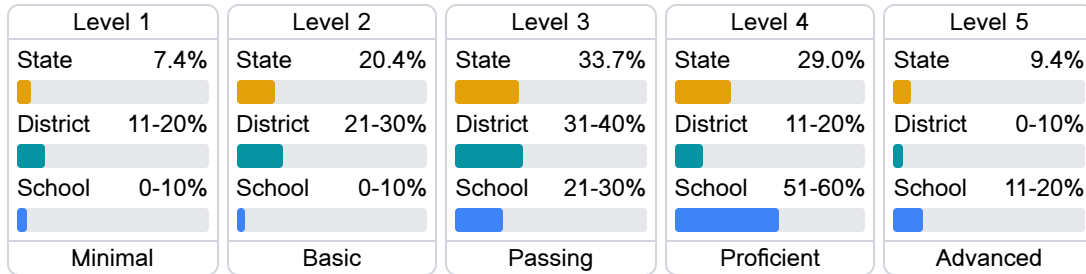 Level 1
State 7.4%
District 11-20%
School 0-10%
Minimal
Level 2
State 20.4%
District 21-30%
School 0-10%
Basic
Level 3
State 33.7%
District 31-40%
School 21-30%
Passing
Level 4
State 29.0%
District 11-20%
School 51-60%
Proficient
Level 5
State 9.4%
District 0-10%
School 11-20%
Advanced